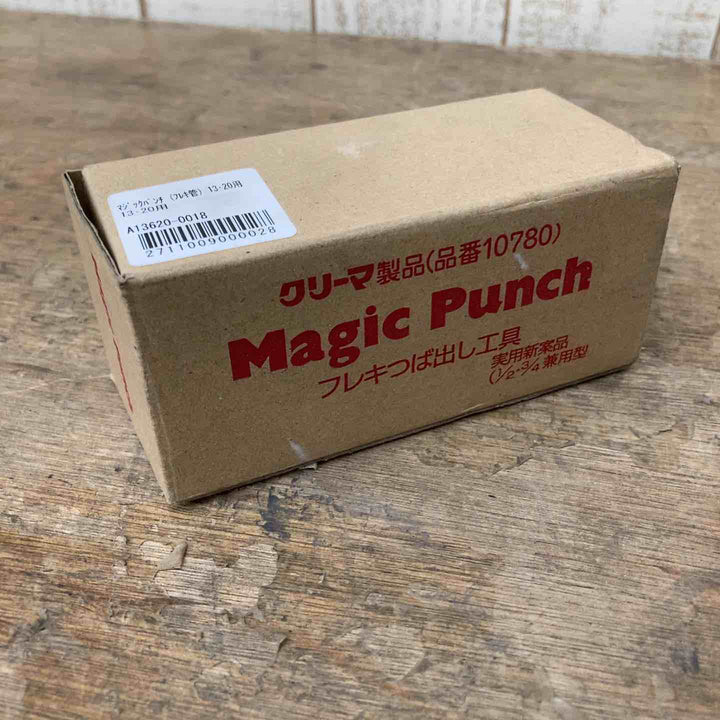 マジックパンチ (フレキ管) 13・20用
13・20用
A13620-0018
2711009000028
クリーマ製品(品番10780)
Magic Punch
フレキつば出し工具
実用新案品
(1/2・3/4兼用型